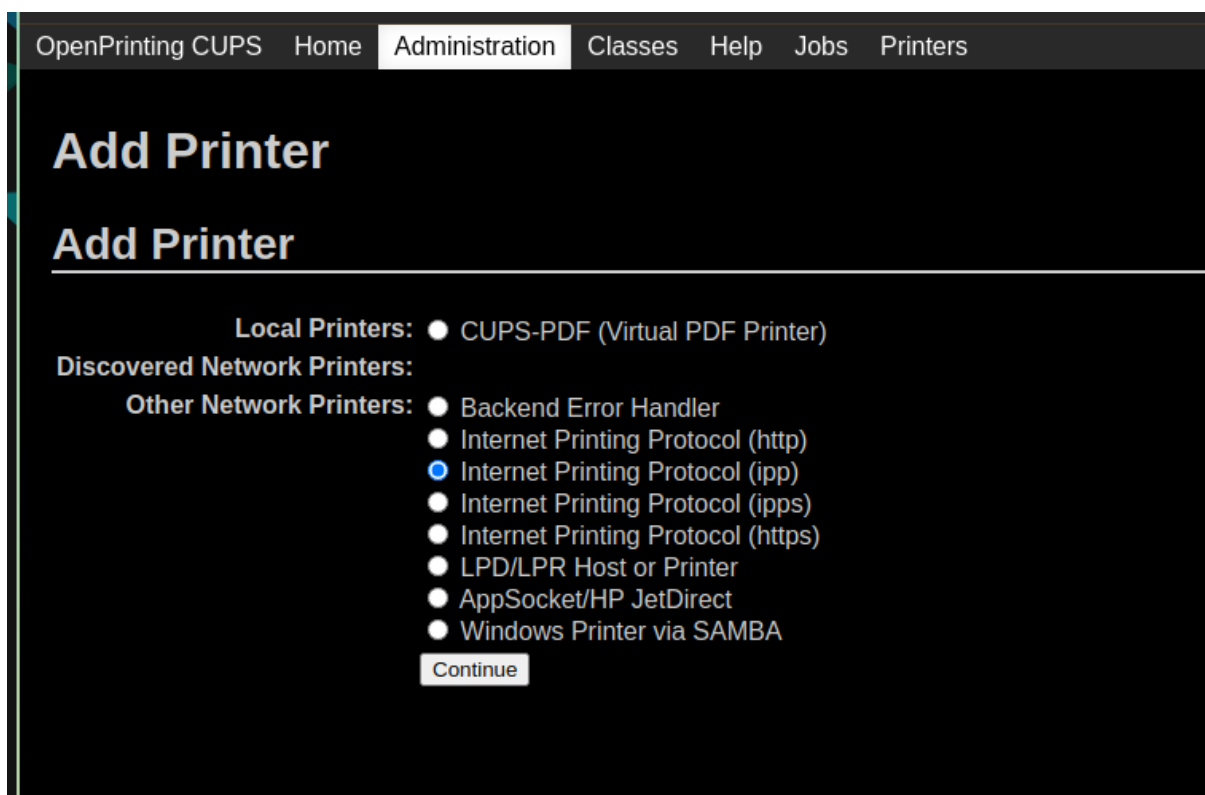 OpenPrinting CUPS Home Administration Classes Help Jobs Printers
Add Printer
Add Printer
Local Printers: CUPS-PDF (Virtual PDF Printer)
Discovered Network Printers:
Other Network Printers: Backend Error Handler
Internet Printing Protocol (http)
Internet Printing Protocol (ipp)
Internet Printing Protocol (ipps)
Internet Printing Protocol (https)
LPD/LPR Host or Printer
AppSocket/HP JetDirect
Windows Printer via SAMBA
Continue